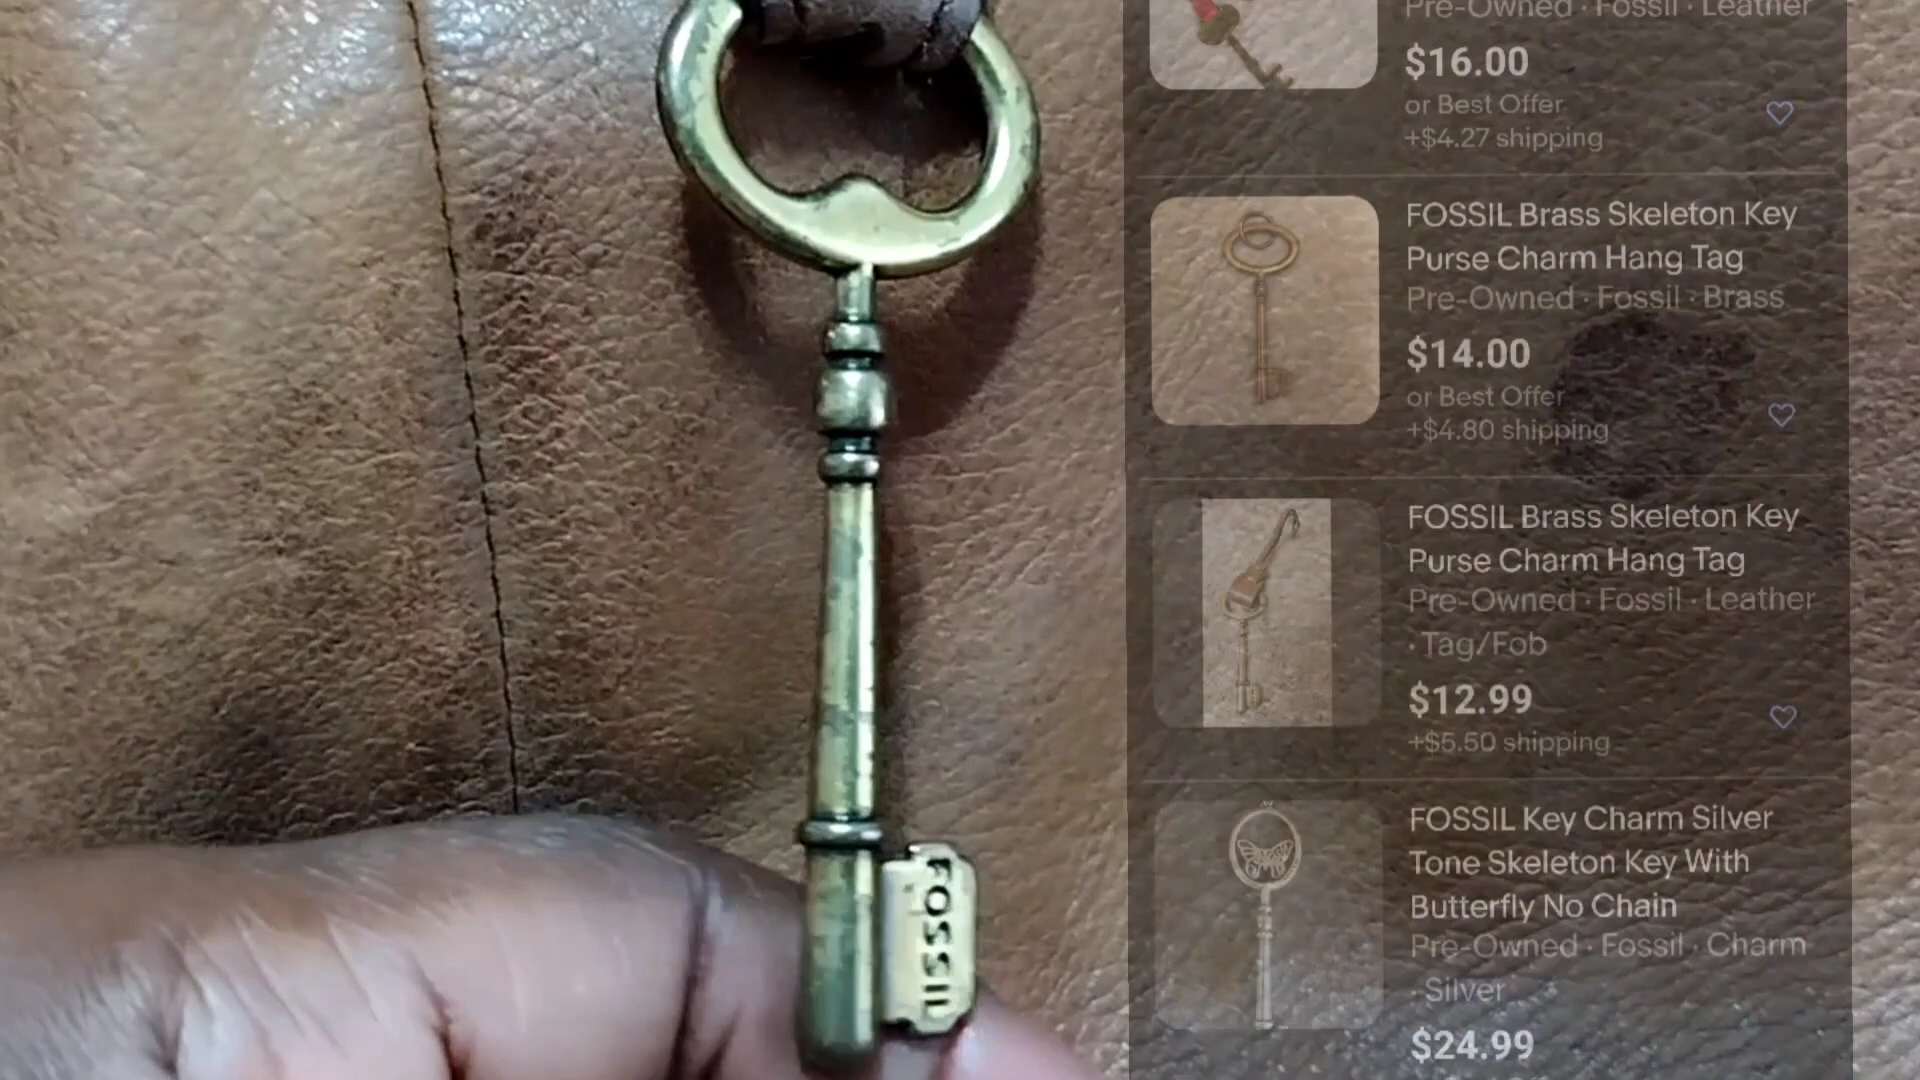 FOSSIL
Pre-Owned · Fossil · Leather
$16.00
or Best Offer
+$4.27 shipping
FOSSIL Brass Skeleton Key
Purse Charm Hang Tag
Pre-Owned · Fossil · Brass
$14.00
or Best Offer
+$4.80 shipping
FOSSIL Brass Skeleton Key
Purse Charm Hang Tag
Pre-Owned · Fossil · Leather
· Tag/Fob
$12.99
+$5.50 shipping
FOSSIL Key Charm Silver
Tone Skeleton Key With
Butterfly No Chain
Pre-Owned · Fossil · Charm
· Silver
$24.99